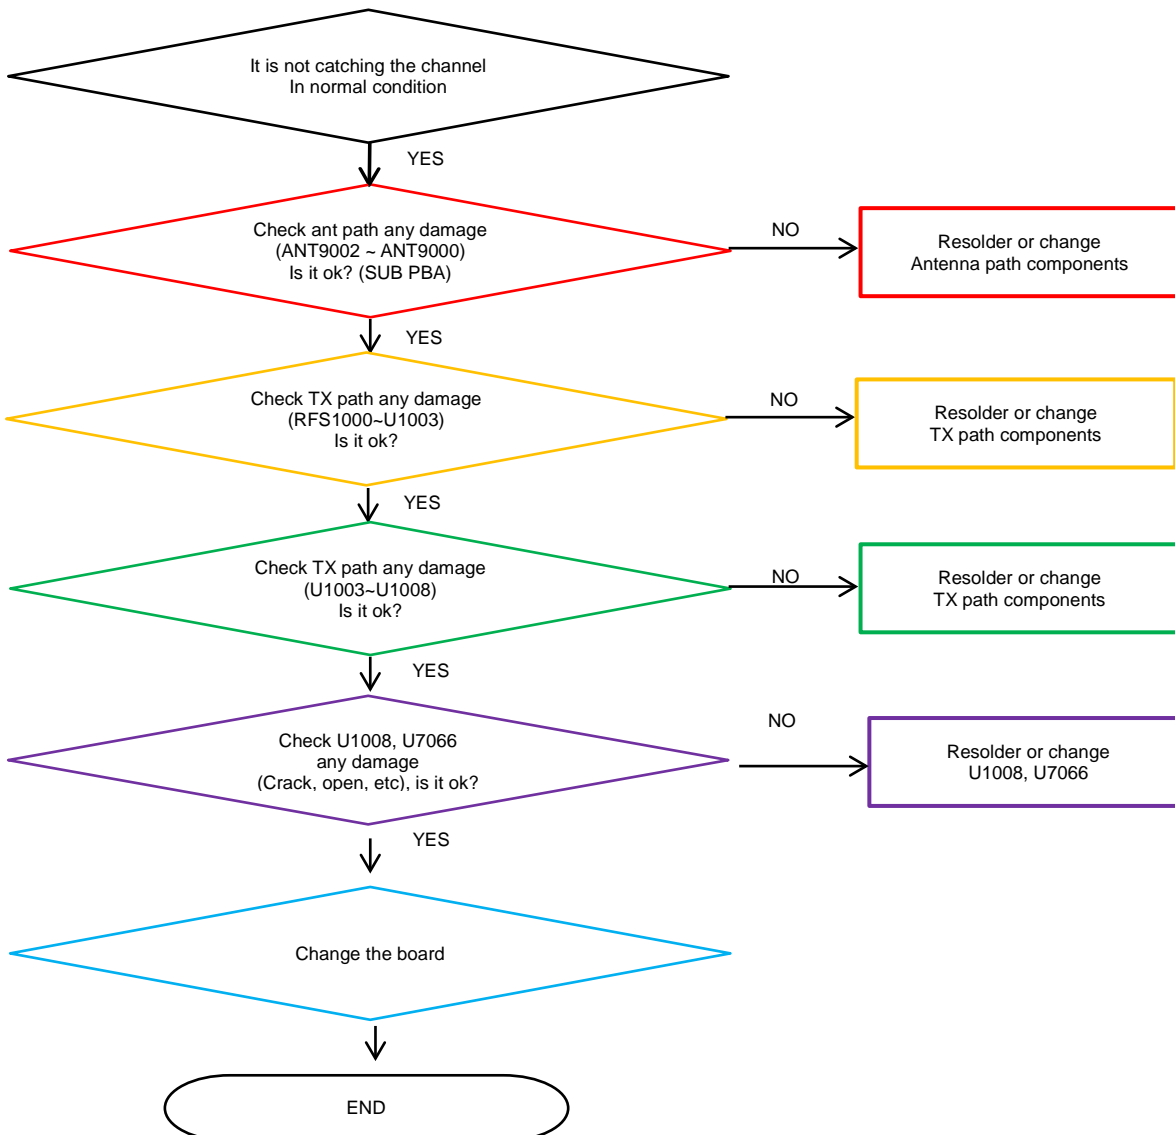 It is not catching the channel
In normal condition
YES
Check ant path any damage
(ANT9002 ~ ANT9000)
Is it ok? (SUB PBA)
NO
Resolder or change
Antenna path components
YES
Check TX path any damage
(RFS1000~U1003)
Is it ok?
NO
Resolder or change
TX path components
YES
Check TX path any damage
(U1003~U1008)
Is it ok?
NO
Resolder or change
TX path components
YES
Check U1008, U7066
any damage
(Crack, open, etc), is it ok?
NO
Resolder or change
U1008, U7066
YES
Change the board
END